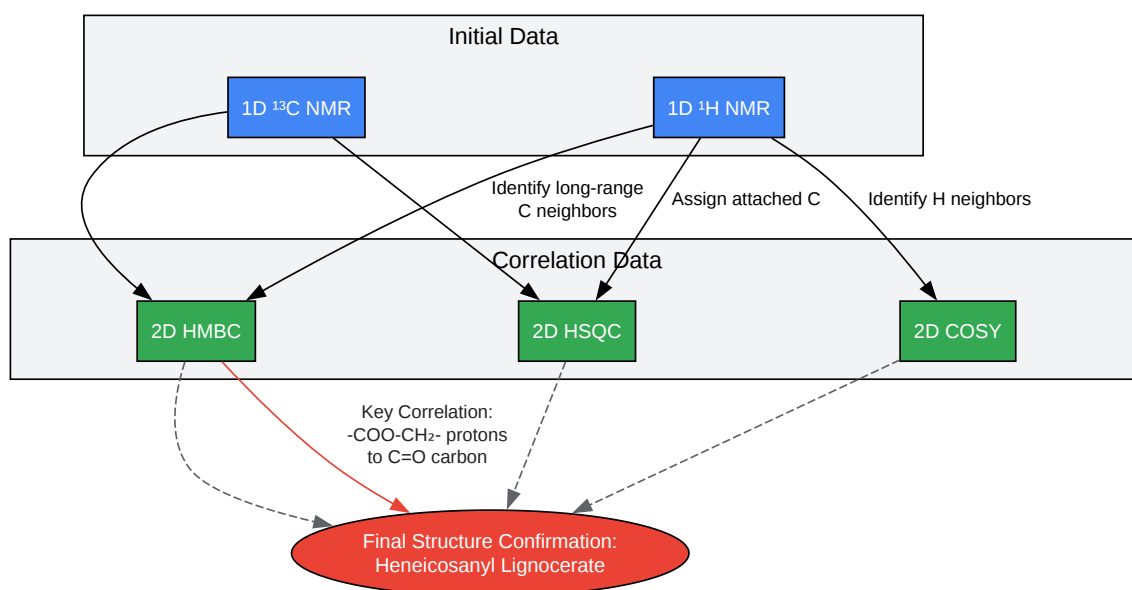 Initial Data
1D ¹³C NMR
1D ¹H NMR
Identify long-range
C neighbors
Assign attached C
Identify H neighbors
Correlation Data
2D HMBC
2D HSQC
2D COSY
Key Correlation:
-COO-CH₂- protons
to C=O carbon
Final Structure Confirmation:
Heneicosanyl Lignocerate